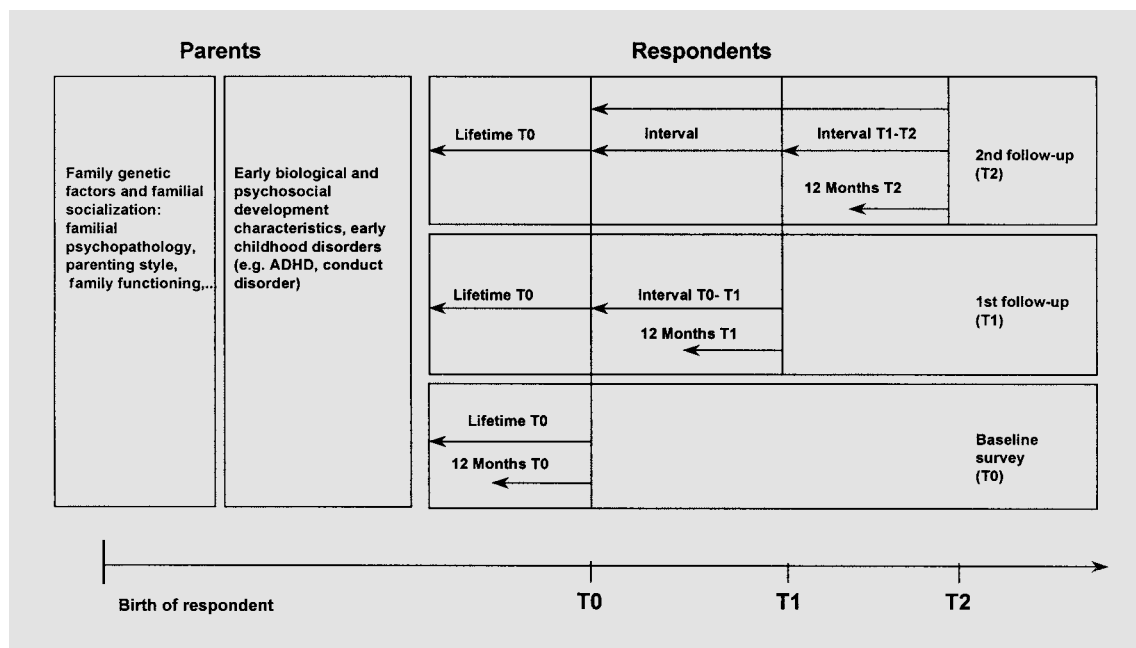 Parents
Respondents
Family genetic
factors and familial
socialization:
familial
psychopathology,
parenting style,
family functioning,..
Early biological and
psychosocial
development
characteristics, early
childhood disorders
(e.g. ADHD, conduct
disorder)
Lifetime T0
Interval
Interval T1-T2
12 Months T2
2nd follow-up
(T2)
Lifetime T0
Interval T0- T1
12 Months T1
1st follow-up
(T1)
Lifetime T0
12 Months T0
Baseline
survey
(T0)
Birth of respondent
T0
T1
T2